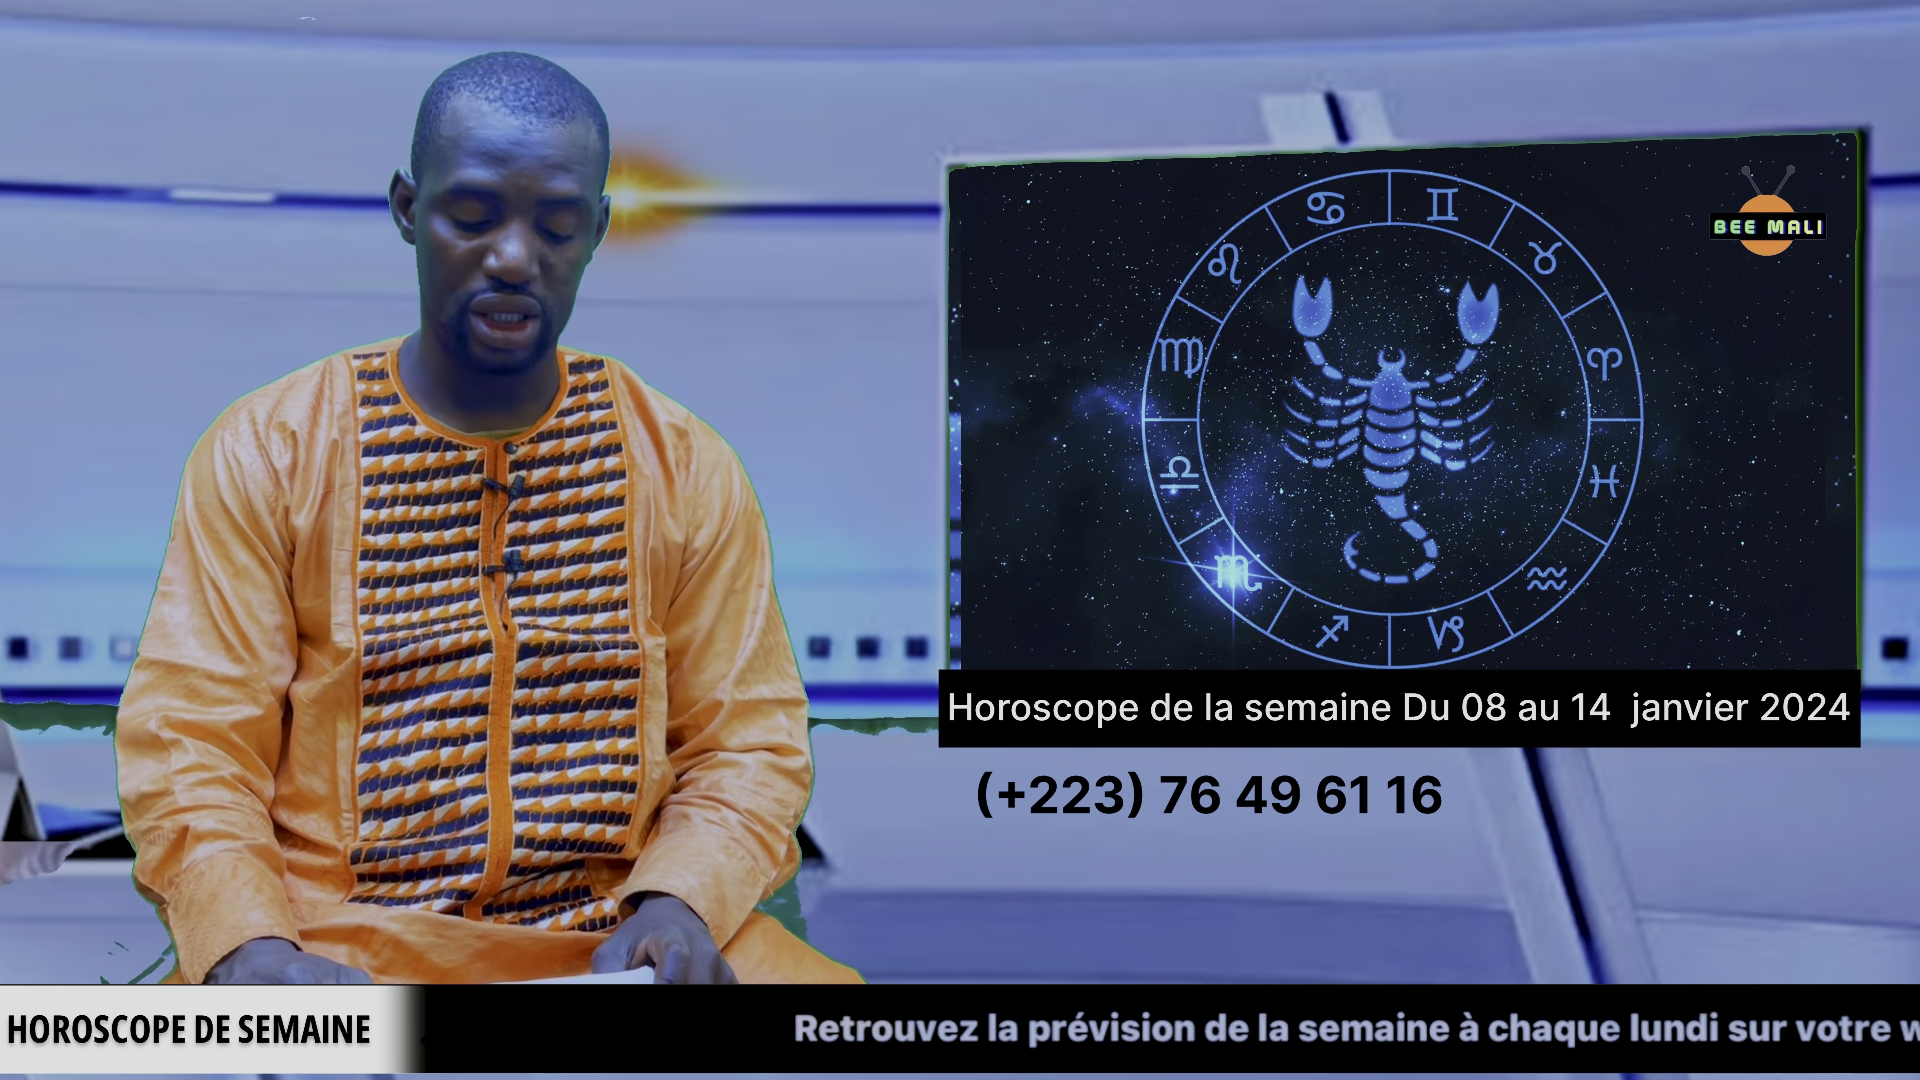 BEE MALI
Horoscope de la semaine Du 08 au 14 janvier 2024
(+223) 76 49 61 16
HOROSCOPE DE SEMAINE
Retrouvez la prévision de la semaine à chaque lundi sur votre